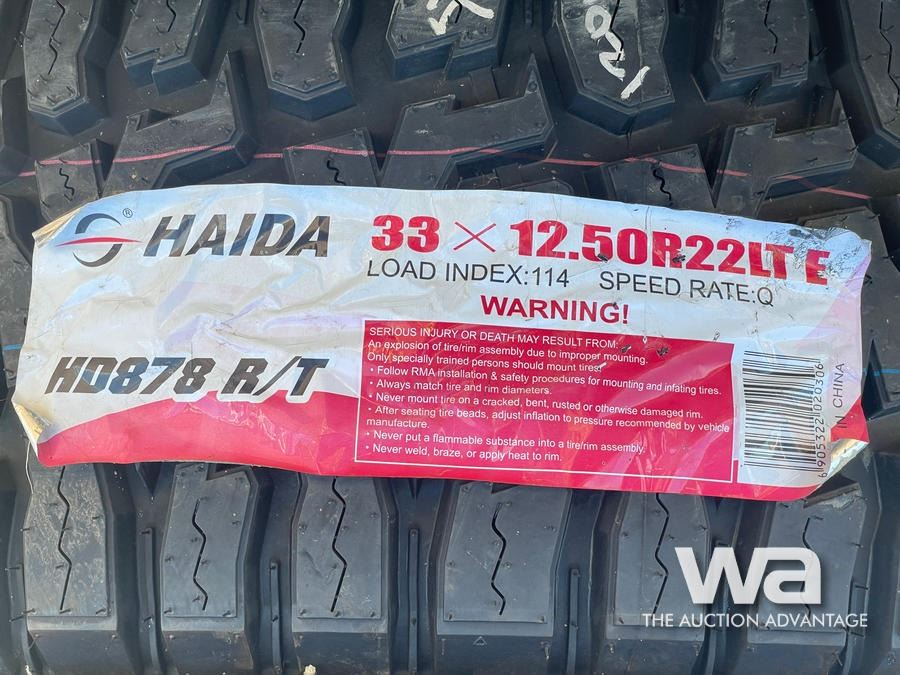 120
HAIDA ®
33 × 12.50R22LT E
LOAD INDEX:114 SPEED RATE:Q
WARNING!
HD878 R/T
SERIOUS INJURY OR DEATH MAY RESULT FROM:
An explosion of tire/rim assembly due to improper mounting.
Only specially trained persons should mount tires.
• Follow RMA installation & safety procedures for mounting and infating tires.
• Always match tire and rim diameters.
• Never mount tire on a cracked, bent, rusted or otherwise damaged rim.
• After seating tire beads, adjust inflation to pressure recommended by vehicle
manufacture.
• Never put a flammable substance into a tire/rim assembly.
• Never weld, braze, or apply heat to rim.
6905322020306
IN CHINA
wa
THE AUCTION ADVANTAGE